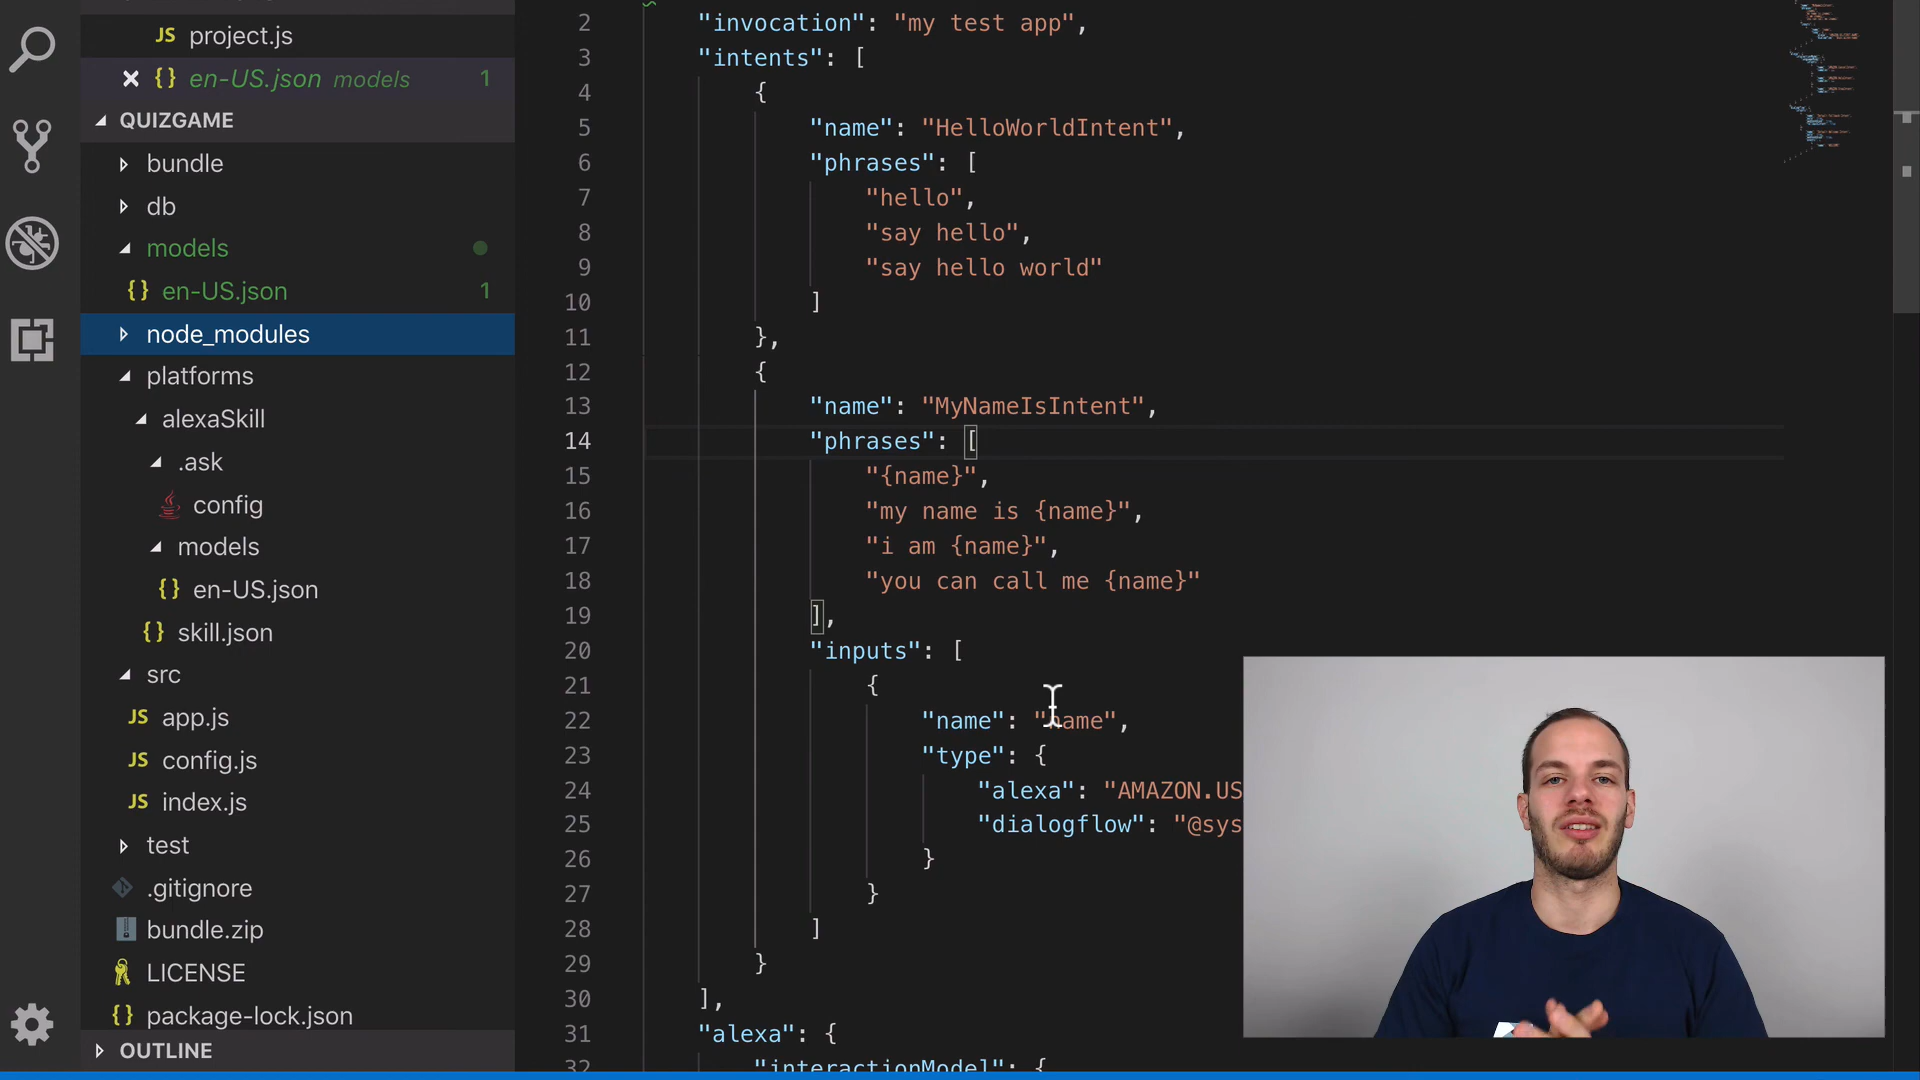 project.js
en-US.json models 1
QUIZGAME
bundle
db
models
en-US.json 1
node_modules
platforms
alexaSkill
.ask
config
models
en-US.json
skill.json
src
JS app.js
JS config.js
JS index.js
test
.gitignore
bundle.zip
LICENSE
package-lock.json
OUTLINE
2 "invocation": "my test app",
3 "intents": [
4 {
5 "name": "HelloWorldIntent",
6 "phrases": [
7 "hello",
8 "say hello",
9 "say hello world"
10 ]
11 },
12 {
13 "name": "MyNameIsIntent",
14 "phrases": [
15 "{name}",
16 "my name is {name}",
17 "i am {name}",
18 "you can call me {name}"
19 ],
20 "inputs": [
21 {
22 "name": "name",
23 "type": {
24 "alexa": "AMAZON.US
25 "dialogflow": "@sys
26 }
27 }
28 ]
29 }
30 ],
31 "alexa": {
32 "interactionModel": {